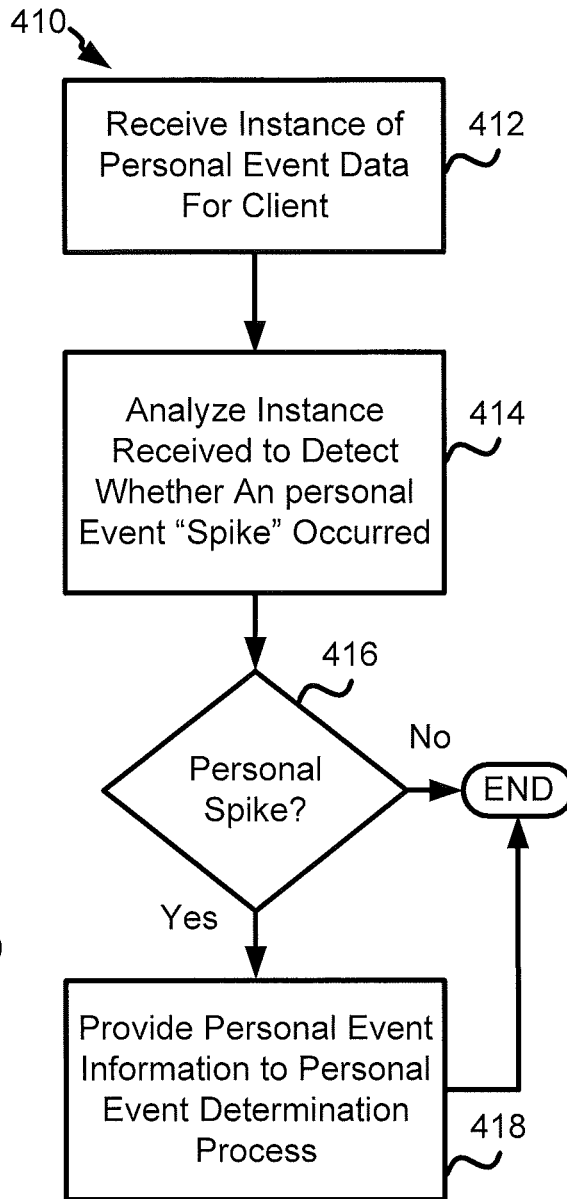 410
Receive Instance of
Personal Event Data
For Client
412
Analyze Instance
Received to Detect
Whether An personal
Event “Spike” Occurred
414
416
Personal
Spike?
No
END
Yes
Provide Personal Event
Information to Personal
Event Determination
Process
418